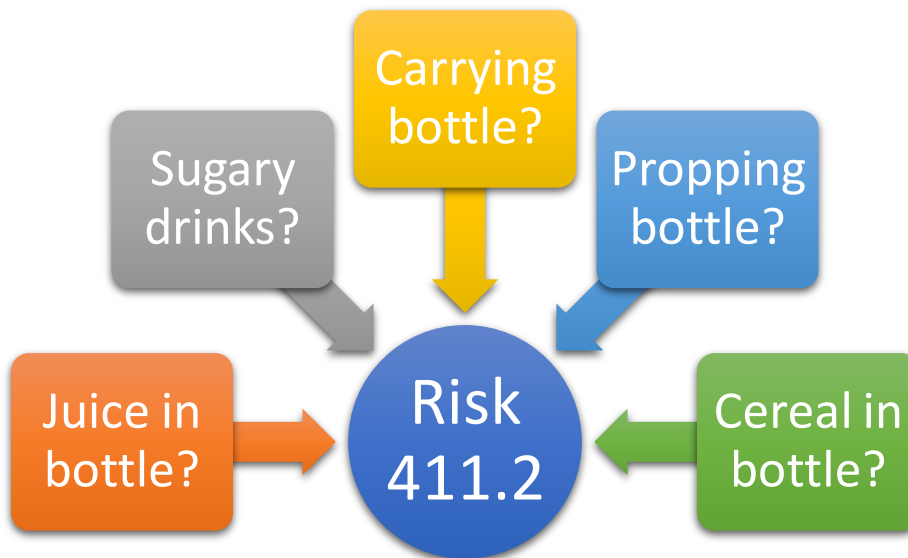 Carrying
bottle?
Sugary
drinks?
Propping
bottle?
Juice in
bottle?
Risk
411.2
Cereal in
bottle?